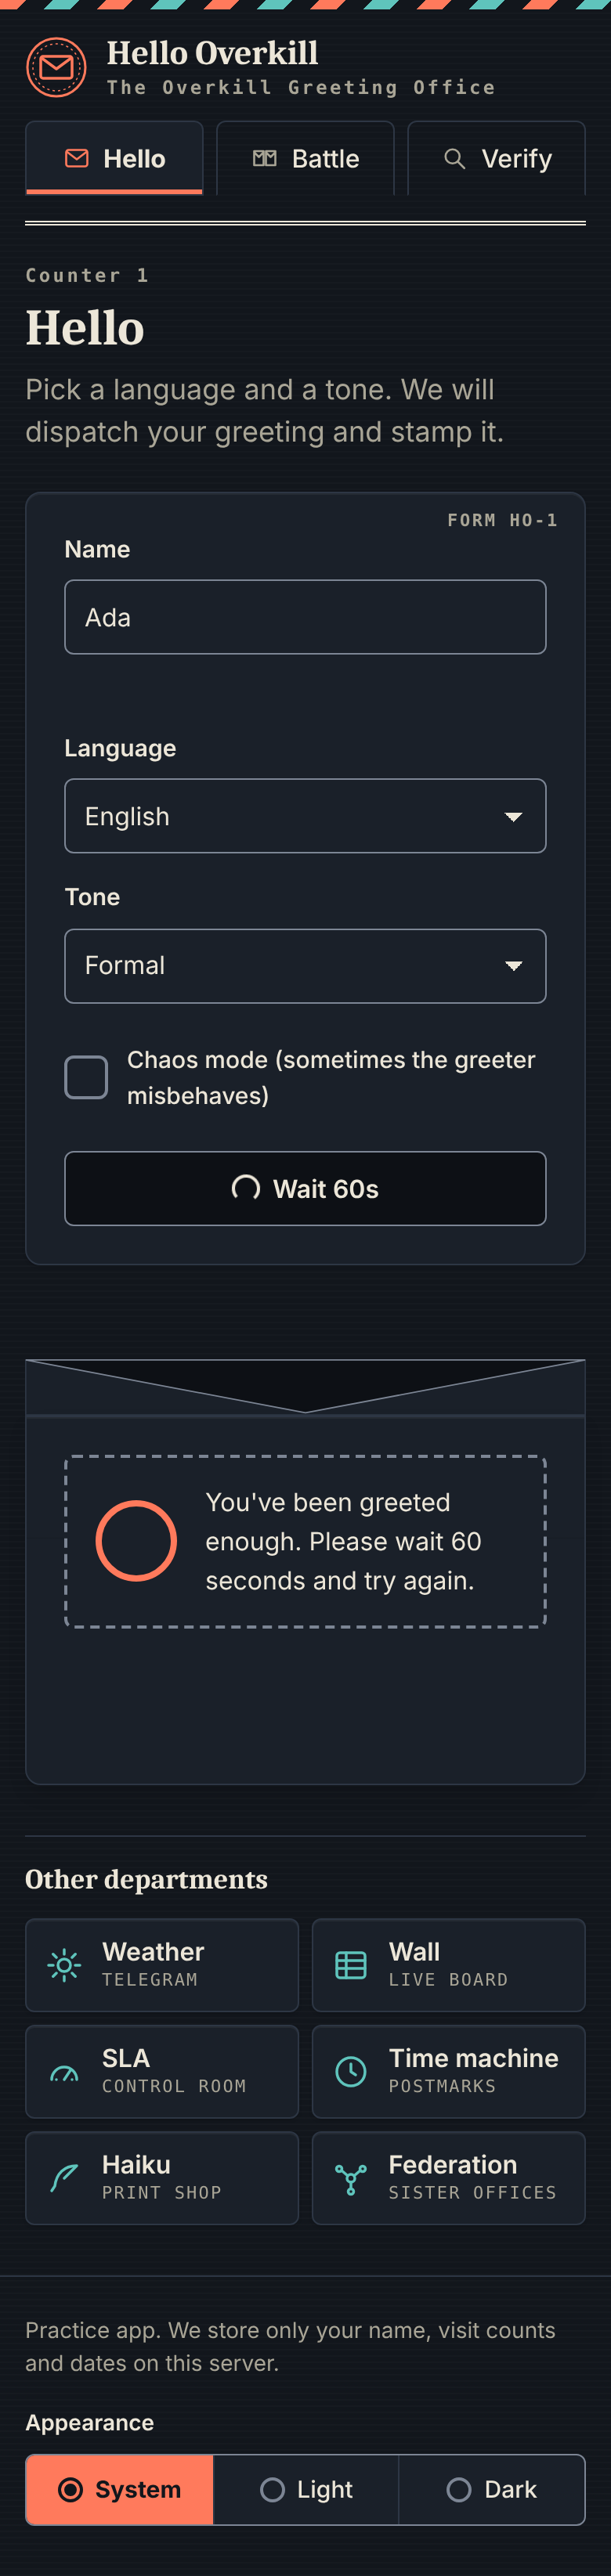 Hello Overkill
The Overkill Greeting Office
Hello
Battle
Verify
Counter 1
Hello
Pick a language and a tone. We will
dispatch your greeting and stamp it.
FORM HO-1
Name
Ada
Language
English
Tone
Formal
Chaos mode (sometimes the greeter
misbehaves)
Wait 60s
You've been greeted
enough. Please wait 60
seconds and try again.
Other departments
Weather
TELEGRAM
Wall
LIVE BOARD
SLA
CONTROL ROOM
Time machine
POSTMARKS
Haiku
PRINT SHOP
Federation
SISTER OFFICES
Practice app. We store only your name, visit counts
and dates on this server.
Appearance
System
Light
Dark